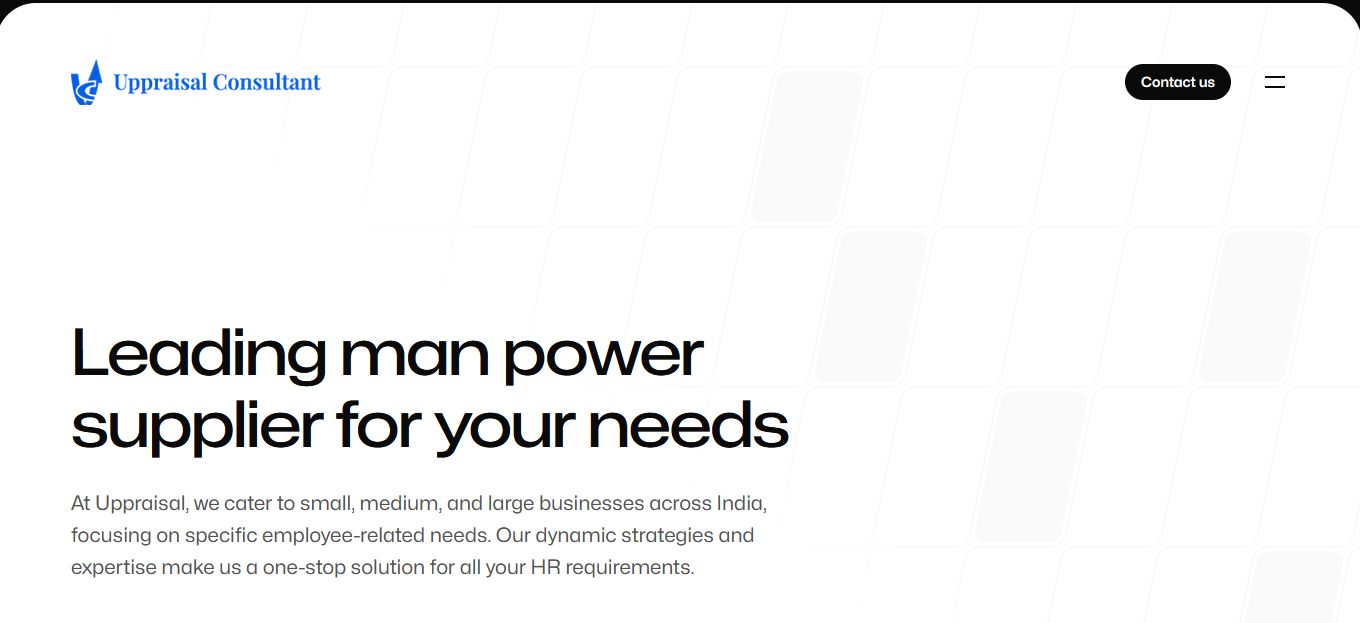 Uppraisal Consultant
Contact us
Leading man power
supplier for your needs
At Uppraisal, we cater to small, medium, and large businesses across India,
focusing on specific employee-related needs. Our dynamic strategies and
expertise make us a one-stop solution for all your HR requirements.